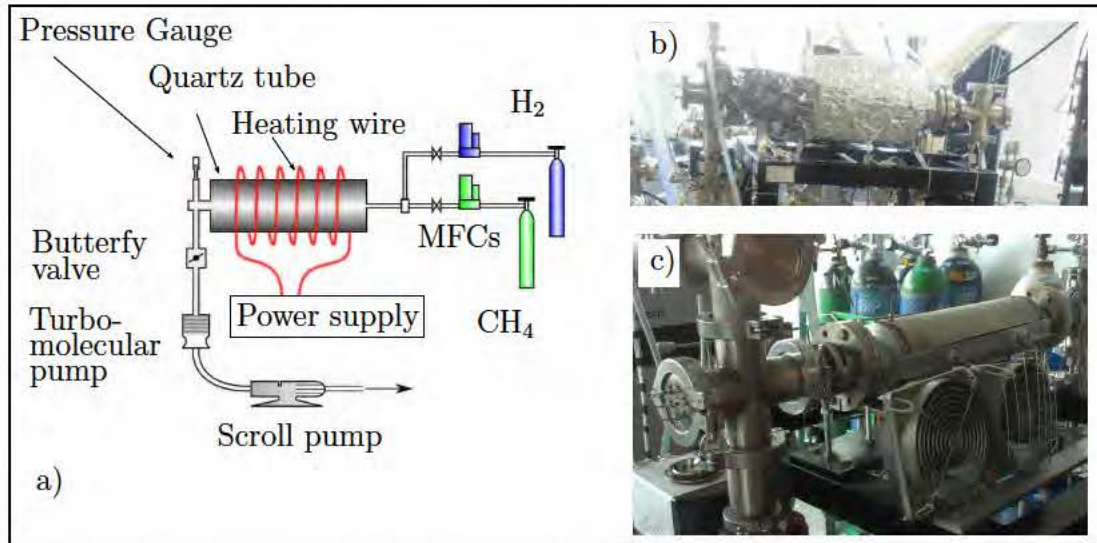 Pressure Gauge
Quartz tube
Heating wire
H2
MFCs
Butterfy
valve
Power supply
CH4
Turbo-
molecular
pump
Scroll pump
a)
b)
c)